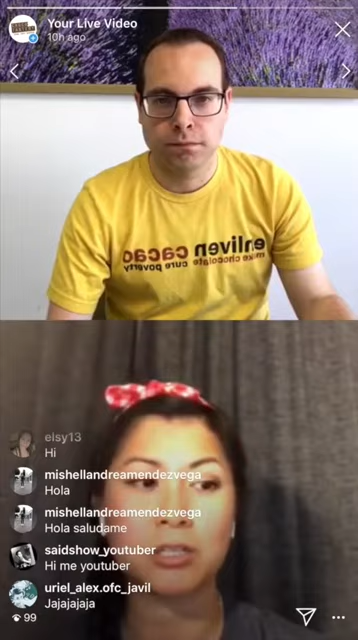 Your Live Video
10h ago
enliven cacao
make chocolate cure poverty
elsy13
Hi
mishellandreamendezvega
Hola
mishellandreamendezvega
Hola saludame
saidshow_youtuber
Hi me youtuber
uriel_alex.ofc_javil
Jajajajaja
99